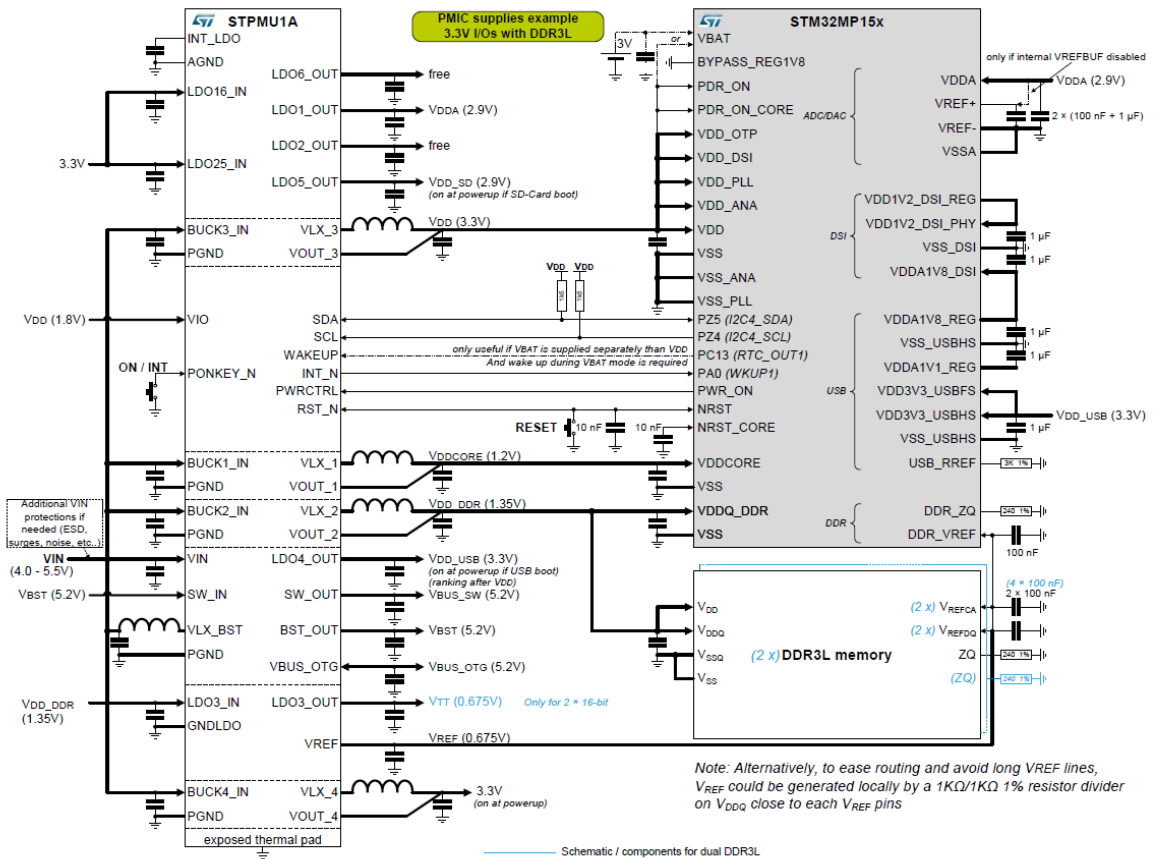 STPMU1A
INT_LDO
AGND
LDO16_IN
3.3V
LDO25_IN
LDO6_OUT
free
LDO1_OUT
VDDA (2.9V)
LDO2_OUT
free
LDO5_OUT
VDD_SD (2.9V)
(on at powerup if SD-Card boot)
BUCK3_IN
PGND
VLX_3
VOUT_3
VDD (3.3V)
VDD (1.8V)
VIO
ON / INT
PONKEY_N
SDA
SCL
WAKEUP
INT_N
PWRCTRL
RST_N
BUCK1_IN
PGND
VLX_1
VOUT_1
VDDCORE (1.2V)
BUCK2_IN
PGND
VLX_2
VOUT_2
VDD_DDR (1.35V)
Additional VIN
protections if
needed (ESD,
surges, noise, etc..)
VIN
(4.0 - 5.5V)
VIN
LDO4_OUT
VDD_USB (3.3V)
(on at powerup if USB boot)
(ranking after VDD)
VBST (5.2V)
SW_IN
SW_OUT
VBUS_SW (5.2V)
VLX_BST
PGND
BST_OUT
VBST (5.2V)
VBUS_OTG
VBUS_OTG (5.2V)
VDD_DDR
(1.35V)
LDO3_IN
GNDLDO
LDO3_OUT
VTT (0.675V)
Only for 2 × 16-bit
VREF
VREF (0.675V)
BUCK4_IN
PGND
VLX_4
VOUT_4
3.3V
(on at powerup)
exposed thermal pad
PMIC supplies example
3.3V I/Os with DDR3L
VDD
VDD
1k5
1k5
only useful if VBAT is supplied separately than VDD
And wake up during VBAT mode is required
RESET
10 nF
10 nF
3V
or
STM32MP15x
VBAT
BYPASS_REG1V8
PDR_ON
PDR_ON_CORE
VDD_OTP
VDD_DSI
VDD_PLL
VDD_ANA
VDD
VSS
VSS_ANA
VSS_PLL
PZ5 (I2C4_SDA)
PZ4 (I2C4_SCL)
PC13 (RTC_OUT1)
PA0 (WKUP1)
PWR_ON
NRST
NRST_CORE
VDDCORE
VSS
VDDQ_DDR
VSS
only if internal VREFBUF disabled
ADC/DAC
VDDA
VDDA (2.9V)
VREF+
2 × (100 nF + 1 µF)
VREF-
VSSA
DSI
VDD1V2_DSI_REG
VDD1V2_DSI_PHY
1 µF
VSS_DSI
1 µF
VDDA1V8_DSI
USB
VDDA1V8_REG
1 µF
VSS_USBHS
1 µF
VDDA1V1_REG
VDD3V3_USBFS
VDD3V3_USBHS
VDD_USB (3.3V)
1 µF
VSS_USBHS
USB_RREF
3K 1%
DDR
DDR_ZQ
240 1%
DDR_VREF
100 nF
(4 × 100 nF)
2 × 100 nF
VDD
VDDQ
VSSQ
VSS
(2 x) DDR3L memory
(2 x) VREFCA
(2 x) VREFDQ
ZQ
240 1%
(ZQ)
240 1%
Note: Alternatively, to ease routing and avoid long VREF lines,
VREF could be generated locally by a 1KΩ/1KΩ 1% resistor divider
on VDDQ close to each VREF pins
Schematic / components for dual DDR3L